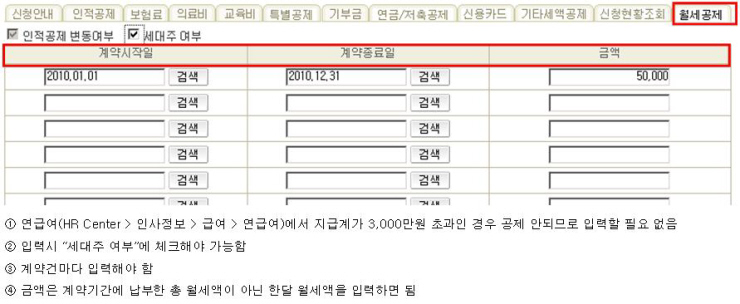 신청안내 인적공제 보험료 의료비 교육비 특별공제 기부금 연금/저축공제 신용카드 기타세액공제 신청현황조회 월세공제
인적공제 변동여부 세대주 여부
계약시작일 계약종료일 금액
2010.01.01 검색 2010.12.31 검색 50,000
검색 검색
검색 검색
검색 검색
검색 검색
① 연급여(HR Center > 인사정보 > 급여 > 연급여)에서 지급계가 3,000만원 초과인 경우 공제 안되므로 입력할 필요 없음
② 입력시 "세대주 여부"에 체크해야 가능함
③ 계약건마다 입력해야 함
④ 금액은 계약기간에 납부한 총 월세액이 아닌 한달 월세액을 입력하면 됨